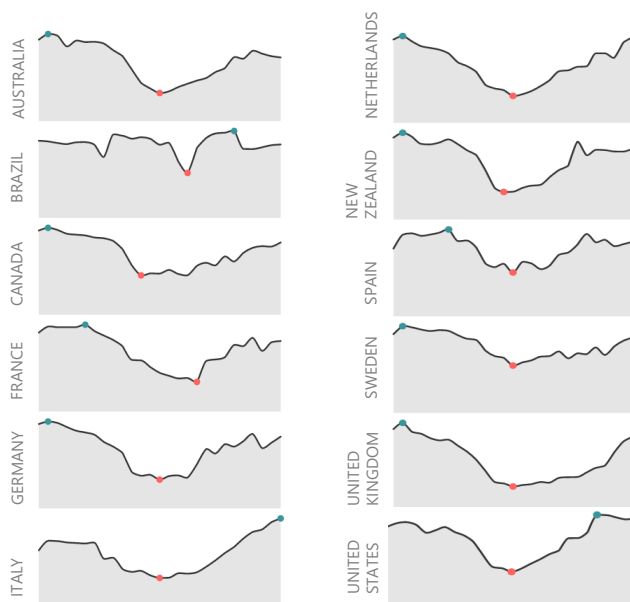 AUSTRALIA
BRAZIL
CANADA
FRANCE
GERMANY
ITALY
NETHERLANDS
NEW
ZEALAND
SPAIN
SWEDEN
UNITED
KINGDOM
UNITED
STATES